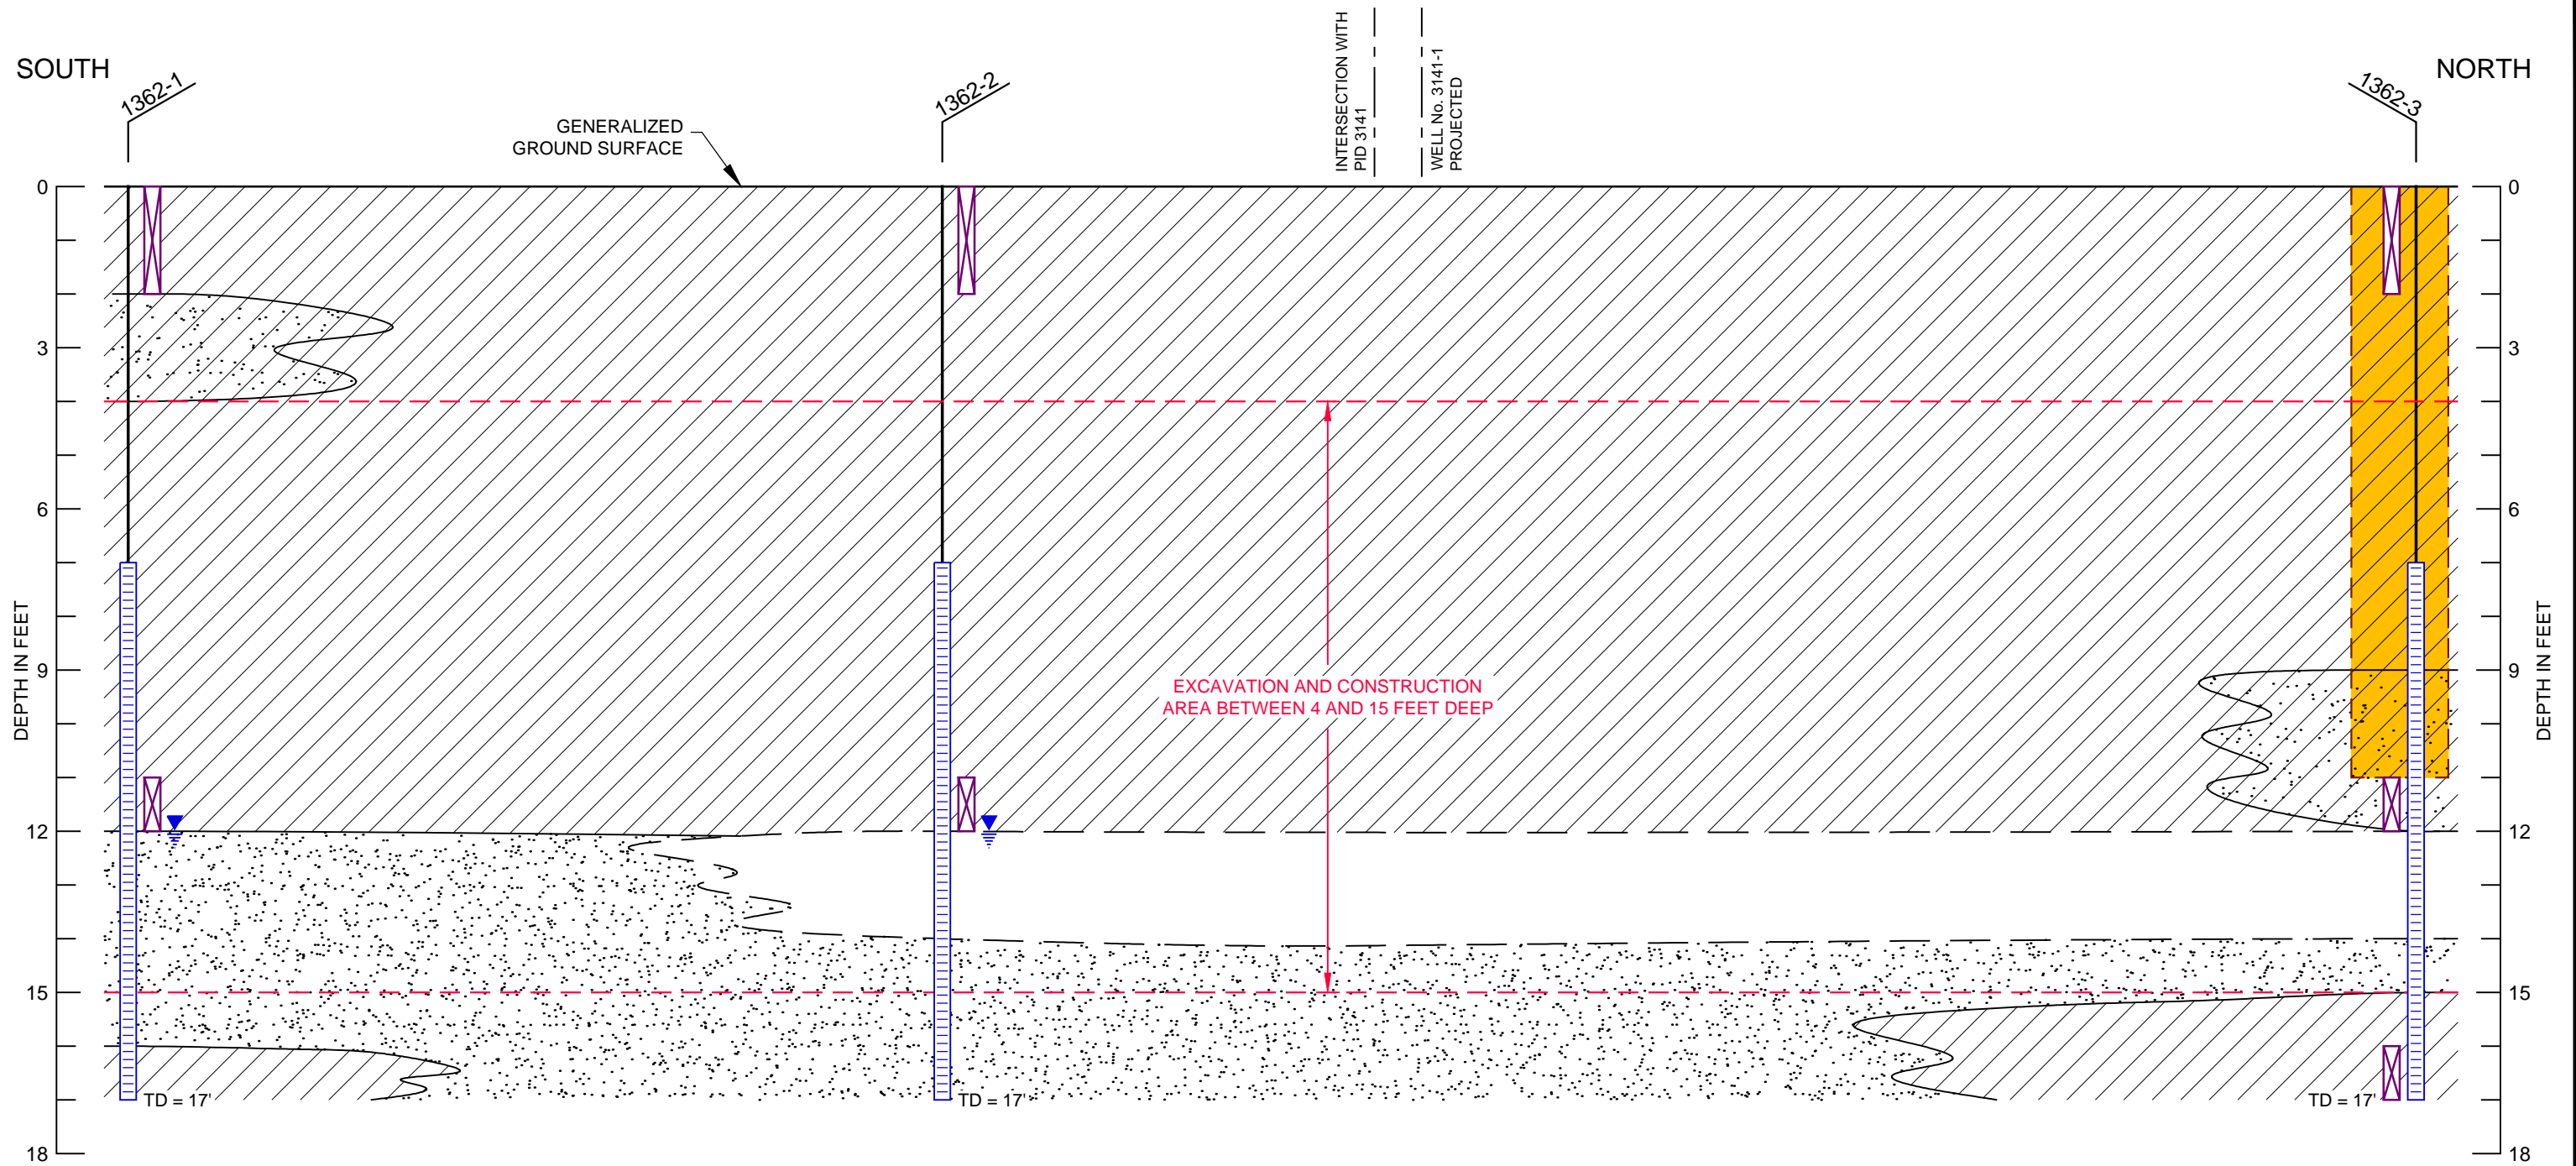 SOUTH
NORTH
1362-1
1362-2
1362-3
GENERALIZED
GROUND SURFACE
INTERSECTION WITH
PID 3141
WELL No. 3141-1
PROJECTED
0
3
6
9
12
15
18
DEPTH IN FEET
EXCAVATION AND CONSTRUCTION
AREA BETWEEN 4 AND 15 FEET DEEP
TD = 17'
TD = 17'
TD = 17'
0
3
6
9
12
15
18
DEPTH IN FEET